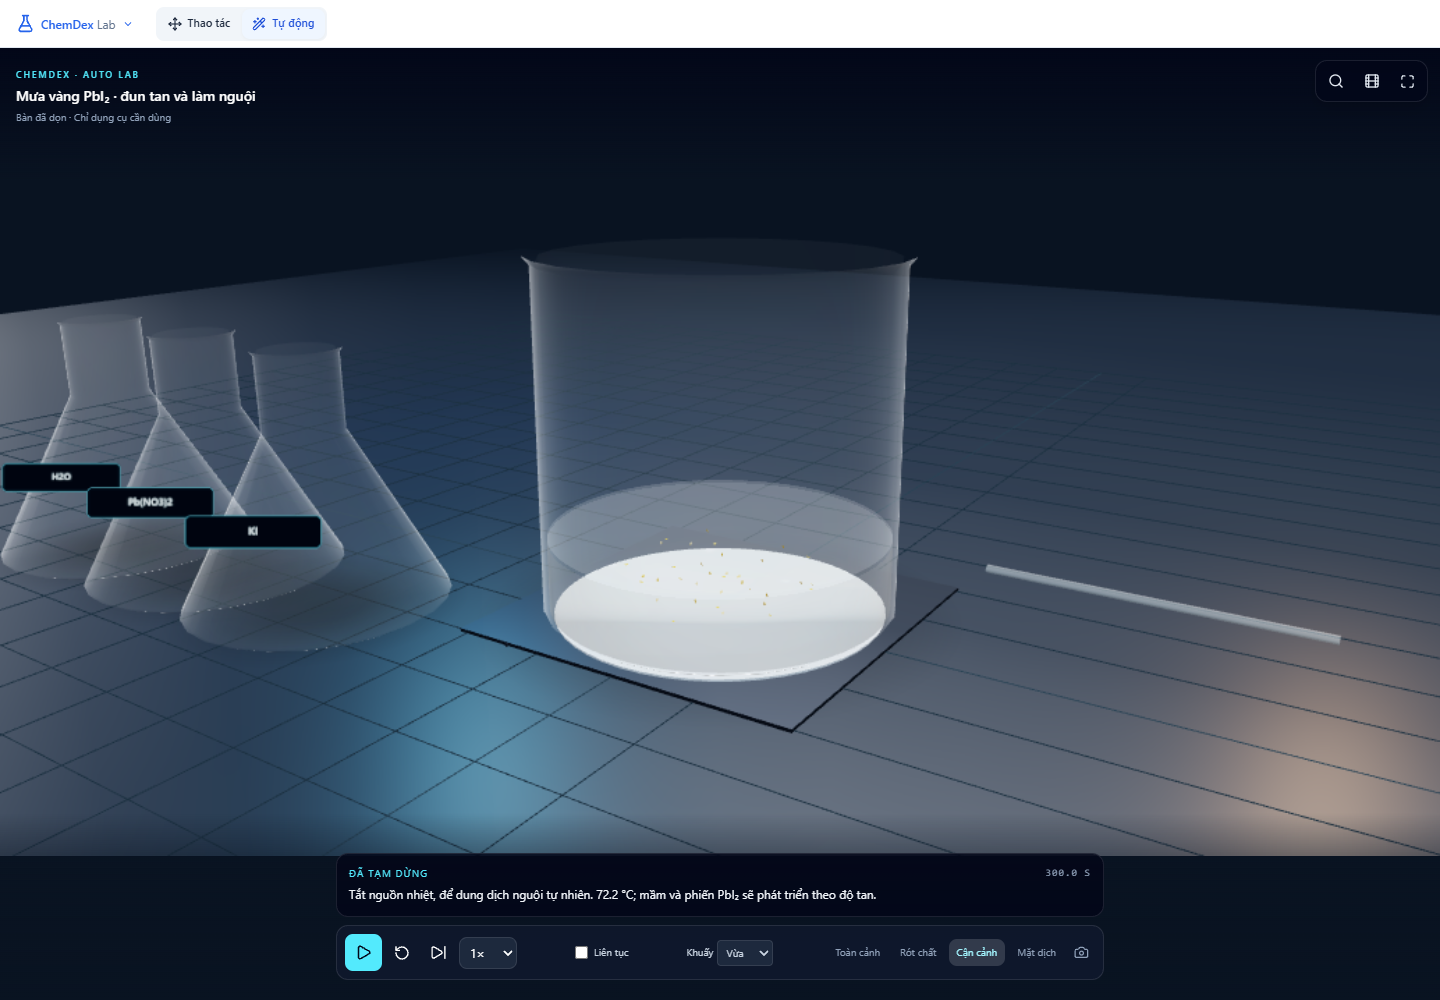 ChemDex Lab
Thao tác
Tự động
CHEMDEX · AUTO LAB
Mưa vàng PbI₂ · đun tan và làm nguội
Bàn đã dọn · Chỉ dụng cụ cần dùng
H2O
Pb(NO3)2
KI
ĐÃ TẠM DỪNG
300.0 S
Tắt nguồn nhiệt, để dung dịch nguội tự nhiên. 72.2 °C; mầm và phiến PbI₂ sẽ phát triển theo độ tan.
1×
Liên tục
Khuấy
Vừa
Toàn cảnh
Rót chất
Cận cảnh
Mặt dịch